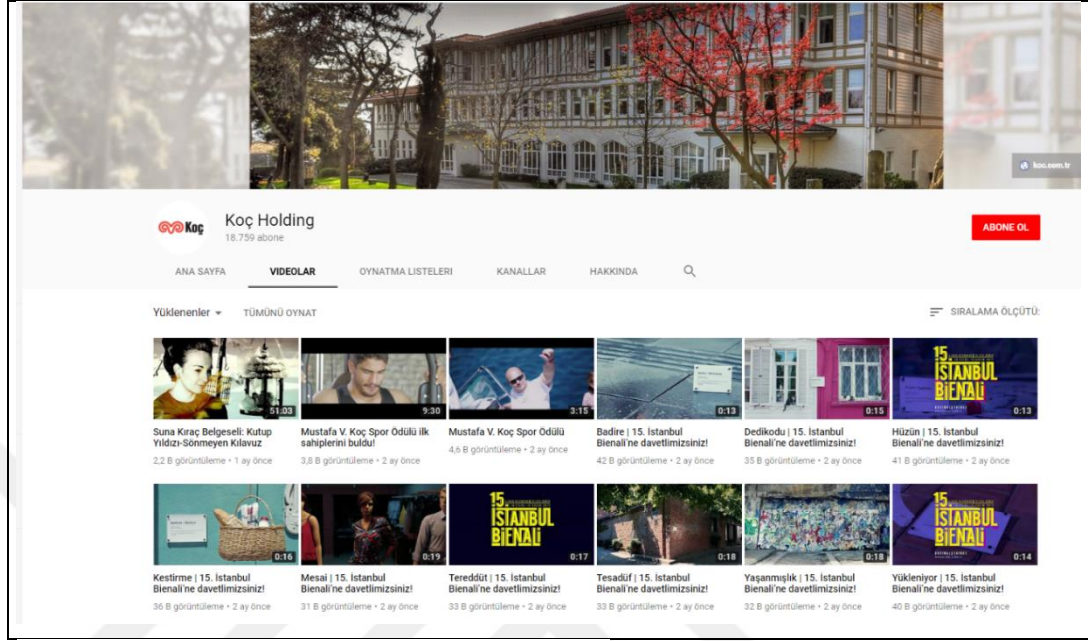 koc.com.tr
Koç
Koç Holding
18.759 abone
ABONE OL
ANA SAYFA VIDEOLAR OYNATMA LİSTELERİ KANALLAR HAKKINDA
Yüklenenler TÜMÜNÜ OYNAT SIRALAMA ÖLÇÜTÜ:
15.
İSTANBUL
BİENALİ
51:03 9:30 3:15 0:13 0:15 0:13
Suna Kıraç Belgeseli: Kutup Yıldızı-Sönmeyen Kılavuz
2,2 B görüntüleme • 1 ay önce
Mustafa V. Koç Spor Ödülü ilk sahiplerini buldu!
3,8 B görüntüleme • 2 ay önce
Mustafa V. Koç Spor Ödülü
4,6 B görüntüleme • 2 ay önce
Badire | 15. İstanbul Bienali'ne davetlimizsiniz!
42 B görüntüleme • 2 ay önce
Dedikodu | 15. İstanbul Bienali'ne davetlimizsiniz!
35 B görüntüleme • 2 ay önce
Hüzün | 15. İstanbul Bienali'ne davetlimizsiniz!
41 B görüntüleme • 2 ay önce
15.
İSTANBUL
BİENALİ
15.
İSTANBUL
BİENALİ
0:16 0:19 0:17 0:18 0:18 0:14
Kestirme | 15. İstanbul Bienali'ne davetlimizsiniz!
36 B görüntüleme • 2 ay önce
Mesai | 15. İstanbul Bienali'ne davetlimizsiniz!
31 B görüntüleme • 2 ay önce
Tereddüt | 15. İstanbul Bienali'ne davetlimizsiniz!
33 B görüntüleme • 2 ay önce
Tesadüf | 15. İstanbul Bienali'ne davetlimizsiniz!
33 B görüntüleme • 2 ay önce
Yaşanmışlık | 15. İstanbul Bienali'ne davetlimizsiniz!
32 B görüntüleme • 2 ay önce
Yükleniyor | 15. İstanbul Bienali'ne davetlimizsiniz!
40 B görüntüleme • 2 ay önce